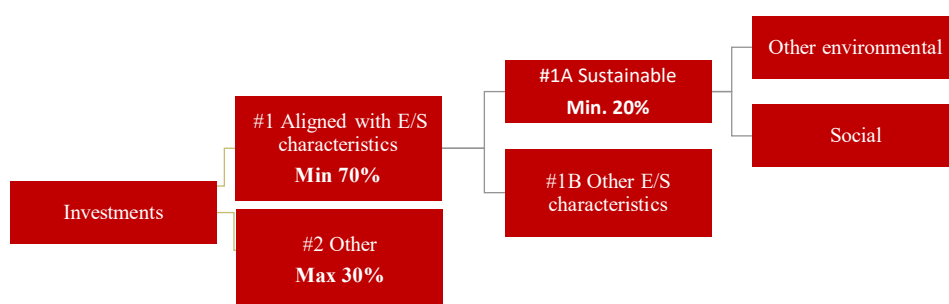 Investments
#1 Aligned with E/S
characteristics
Min 70%
#2 Other
Max 30%
#1A Sustainable
Min. 20%
#1B Other E/S
characteristics
Other environmental
Social